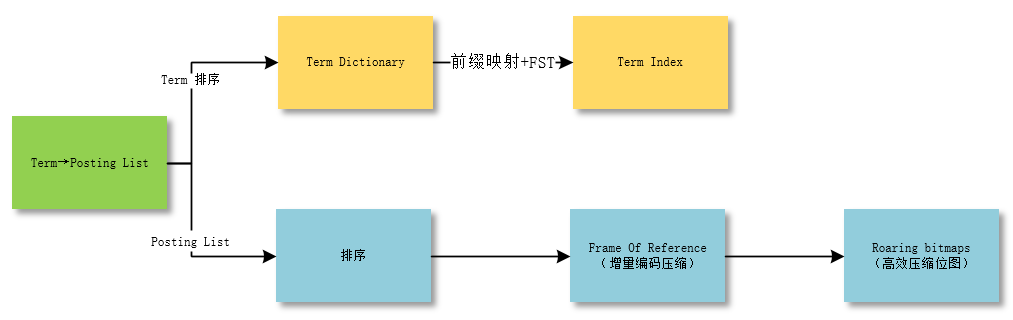 Term Dictionary
前缀映射+FST
Term Index
Term 排序
Term→Posting List
Posting List
排序
Frame Of Reference
（增量编码压缩）
Roaring bitmaps
（高效压缩位图）